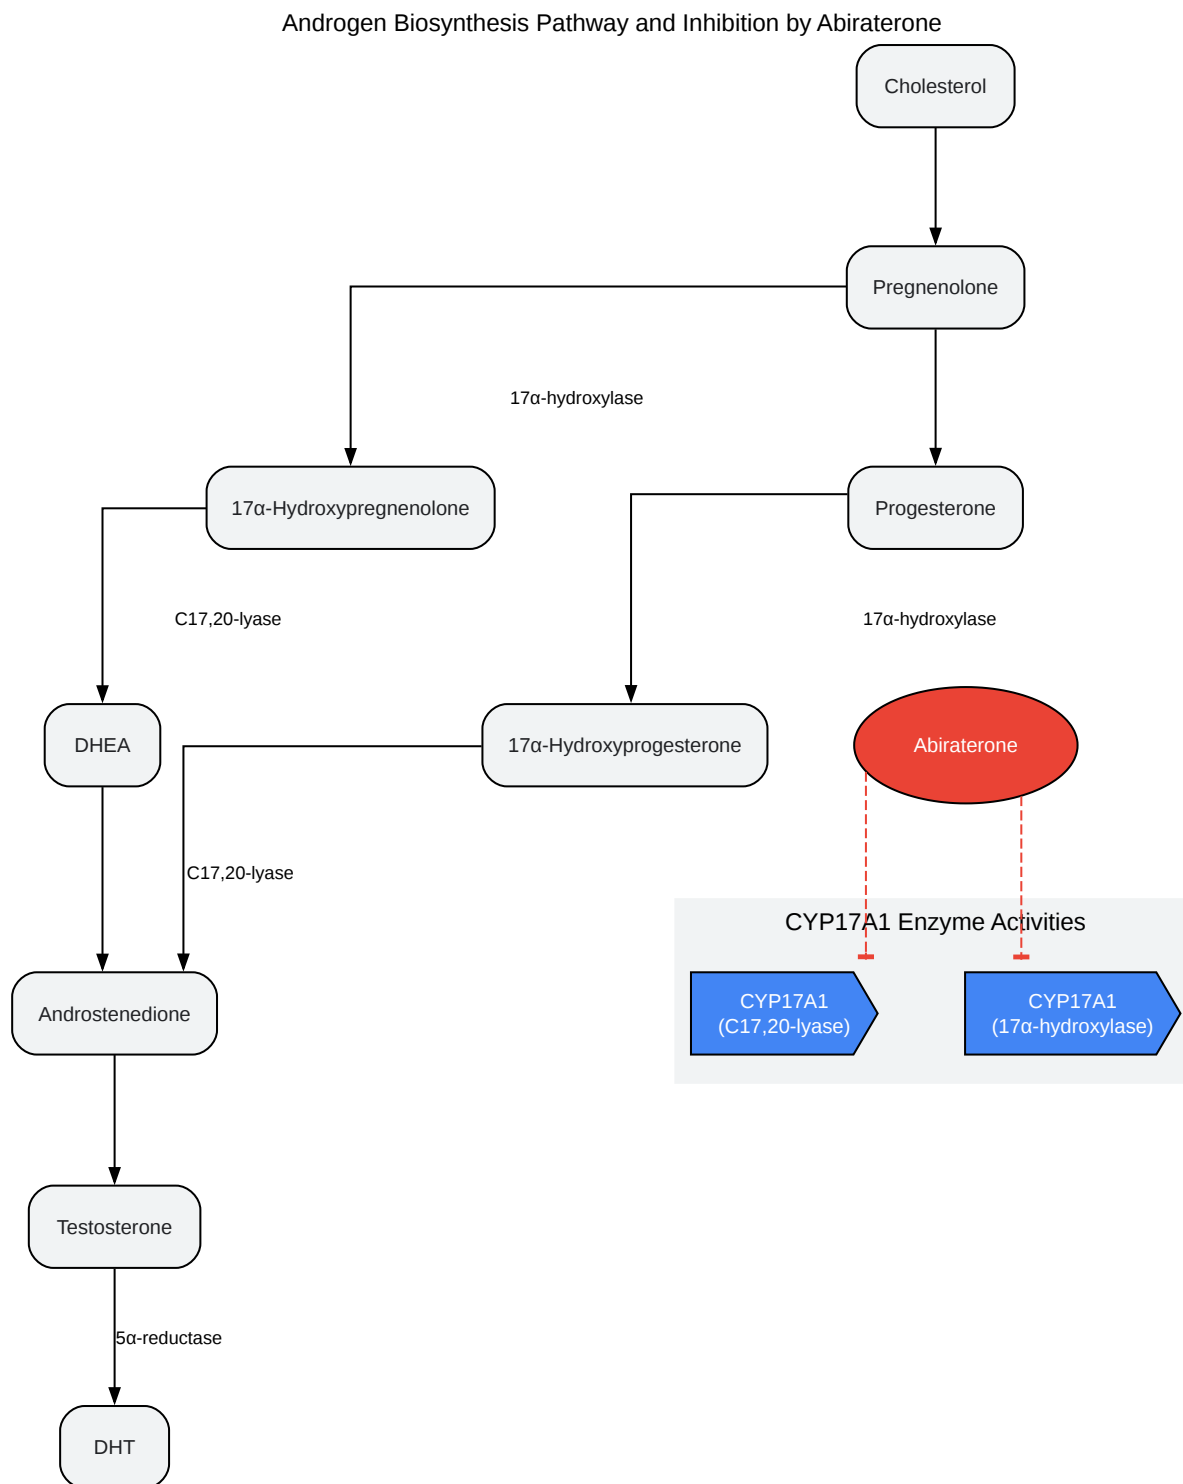 Androgen Biosynthesis Pathway and Inhibition by Abiraterone
Cholesterol
Pregnenolone
17α-hydroxylase
17α-Hydroxypregnenolone
Progesterone
C17,20-lyase
17α-hydroxylase
DHEA
17α-Hydroxyprogesterone
Abiraterone
C17,20-lyase
CYP17A1 Enzyme Activities
CYP17A1
(C17,20-lyase)
CYP17A1
(17α-hydroxylase)
Androstenedione
Testosterone
5α-reductase
DHT